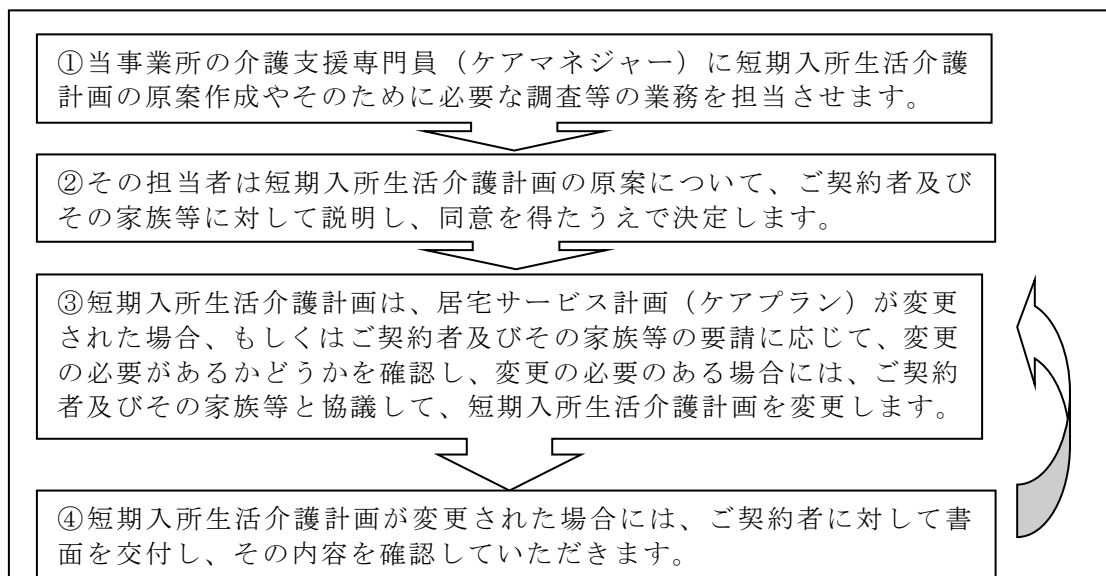 ①当事業所の介護支援専門員（ケアマネジャー）に短期入所生活介護
計画の原案作成やそのために必要な調査等の業務を担当させます。
②その担当者は短期入所生活介護計画の原案について、ご契約者及び
その家族等に対して説明し、同意を得たうえで決定します。
③短期入所生活介護計画は、居宅サービス計画（ケアプラン）が変更
された場合、もしくはご契約者及びその家族等の要請に応じて、変更
の必要があるかどうかを確認し、変更の必要のある場合には、ご契約
者及びその家族等と協議して、短期入所生活介護計画を変更します。
④短期入所生活介護計画が変更された場合には、ご契約者に対して書
面を交付し、その内容を確認していただきます。